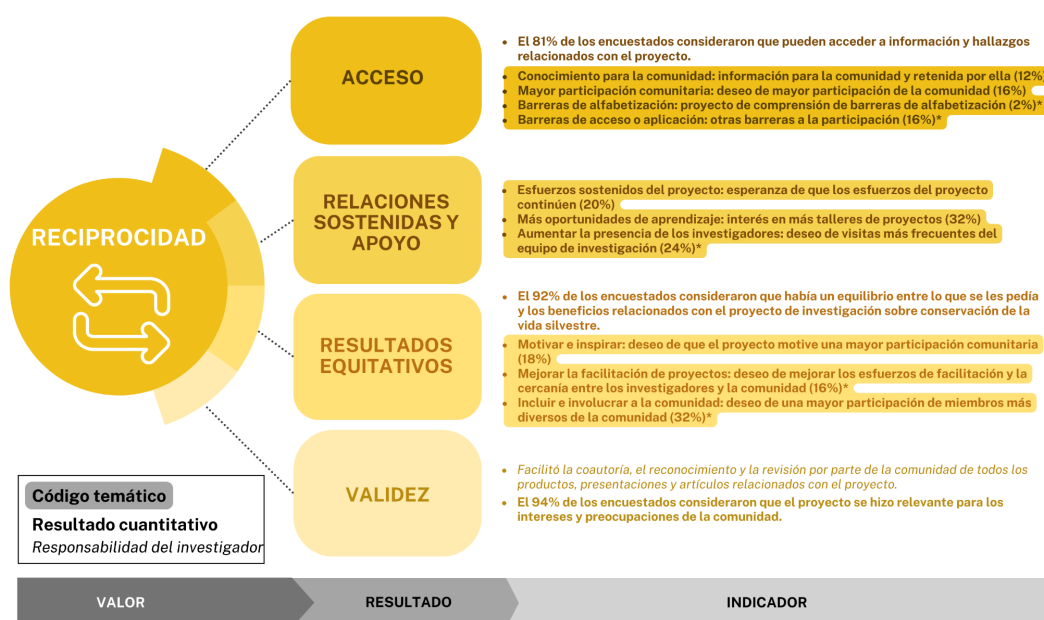 RECIPROCIDAD
ACCESO
• El 81% de los encuestados consideraron que pueden acceder a información y hallazgos
relacionados con el proyecto.
• Conocimiento para la comunidad: información para la comunidad y retenida por ella (12%)
• Mayor participación comunitaria: deseo de mayor participación de la comunidad (16%)
• Barreras de alfabetización: proyecto de comprensión de barreras de alfabetización (2%)*
• Barreras de acceso o aplicación: otras barreras a la participación (16%)*
RELACIONES
SOSTENIDAS Y
APOYO
• Esfuerzos sostenidos del proyecto: esperanza de que los esfuerzos del proyecto
continúen (20%)
• Más oportunidades de aprendizaje: interés en más talleres de proyectos (32%)
• Aumentar la presencia de los investigadores: deseo de visitas más frecuentes del
equipo de investigación (24%)*
RESULTADOS
EQUITATIVOS
• El 92% de los encuestados consideraron que había un equilibrio entre lo que se les pedía
y los beneficios relacionados con el proyecto de investigación sobre conservación de la
vida silvestre.
• Motivar e inspirar: deseo de que el proyecto motive una mayor participación comunitaria
(18%)
• Mejorar la facilitación de proyectos: deseo de mejorar los esfuerzos de facilitación y la
cercanía entre los investigadores y la comunidad (16%)*
• Incluir e involucrar a la comunidad: deseo de una mayor participación de miembros más
diversos de la comunidad (32%)*
VALIDEZ
• Facilitó la coautoría, el reconocimiento y la revisión por parte de la comunidad de todos los
productos, presentaciones y artículos relacionados con el proyecto.
• El 94% de los encuestados consideraron que el proyecto se hizo relevante para los
intereses y preocupaciones de la comunidad.
Código temático
Resultado cuantitativo
Responsabilidad del investigador
VALOR
RESULTADO
INDICADOR